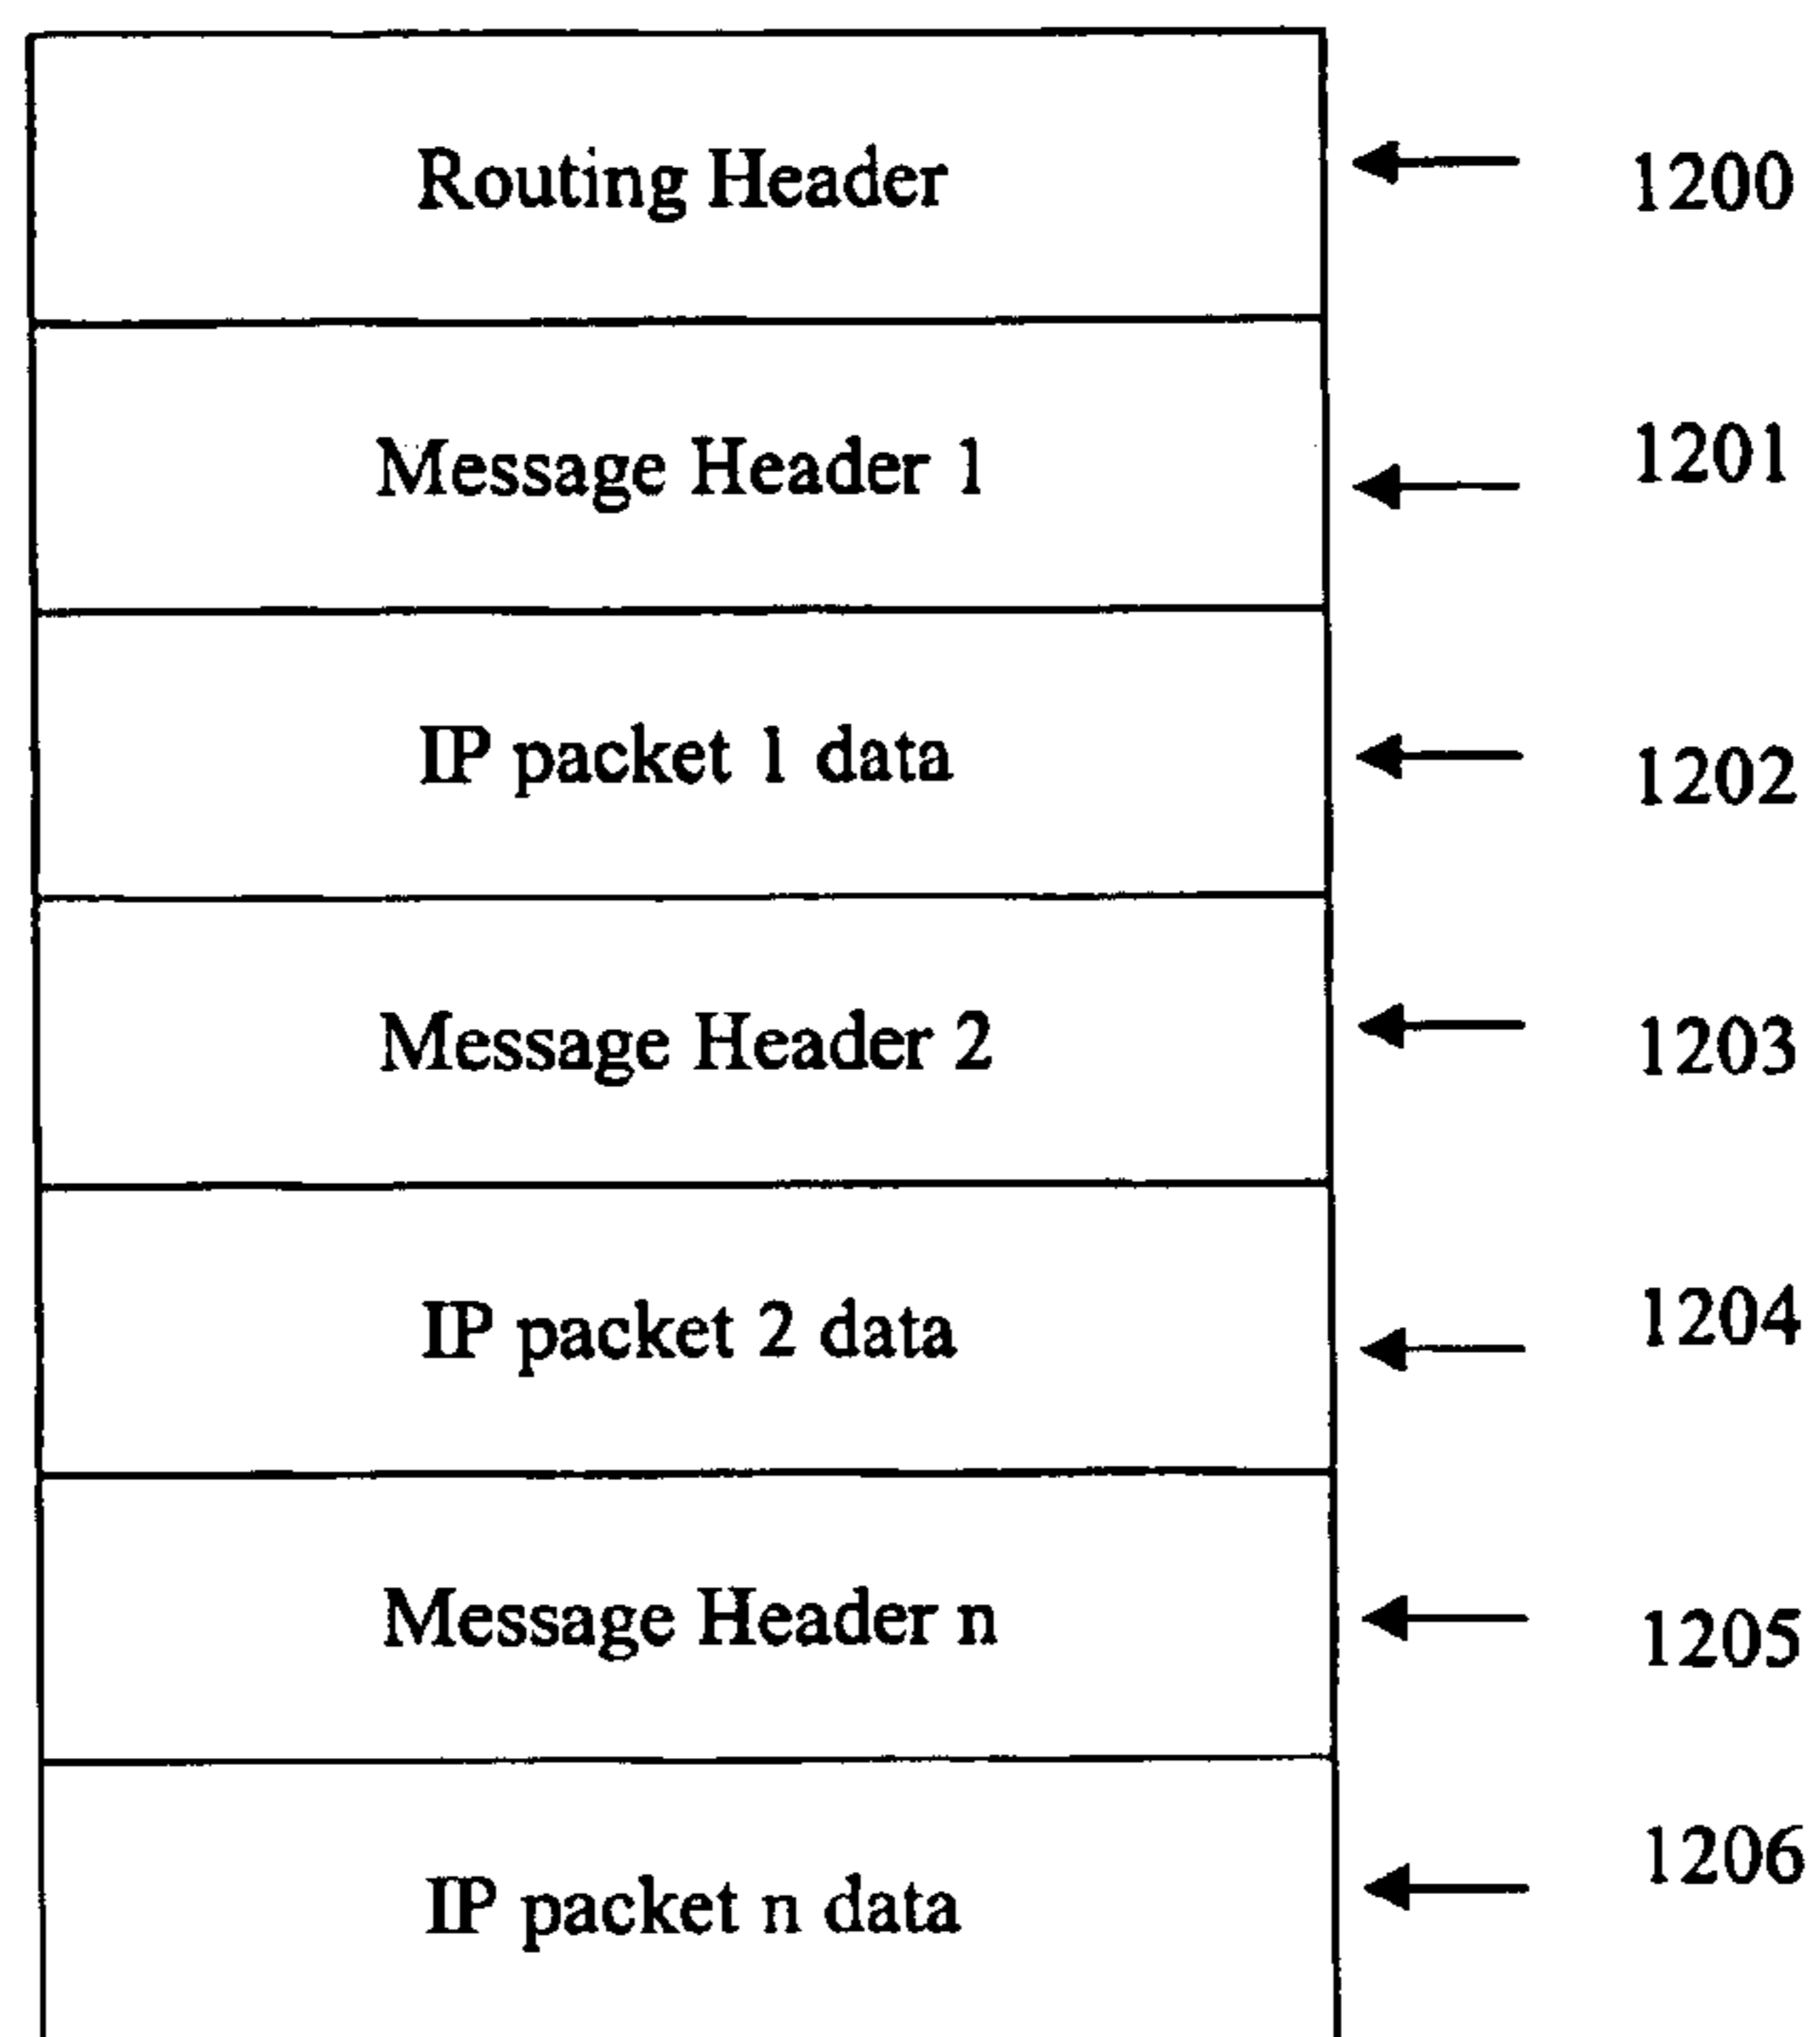 Routing Header 1200
Message Header 1 1201
IP packet 1 data 1202
Message Header 2 1203
IP packet 2 data 1204
Message Header n 1205
IP packet n data 1206